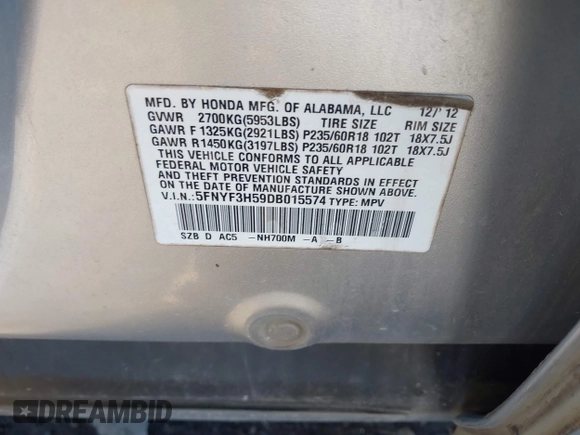 MFD. BY HONDA MFG. OF ALABAMA, LLC 12/'12
GVWR 2700KG(5953LBS) TIRE SIZE RIM SIZE
GAWR F 1325KG(2921LBS) P235/60R18 102T 18X7.5J
GAWR R1450KG(3197LBS) P235/60R18 102T 18X7.5J
THIS VEHICLE CONFORMS TO ALL APPLICABLE
FEDERAL MOTOR VEHICLE SAFETY
AND THEFT PREVENTION STANDARDS IN EFFECT
ON THE DATE OF MANUFACTURE SHOWN ABOVE.
V.I.N.:5FNYF3H59DB015574 TYPE: MPV
SZB D AC5 -NH700M -A -B
DREAMBID